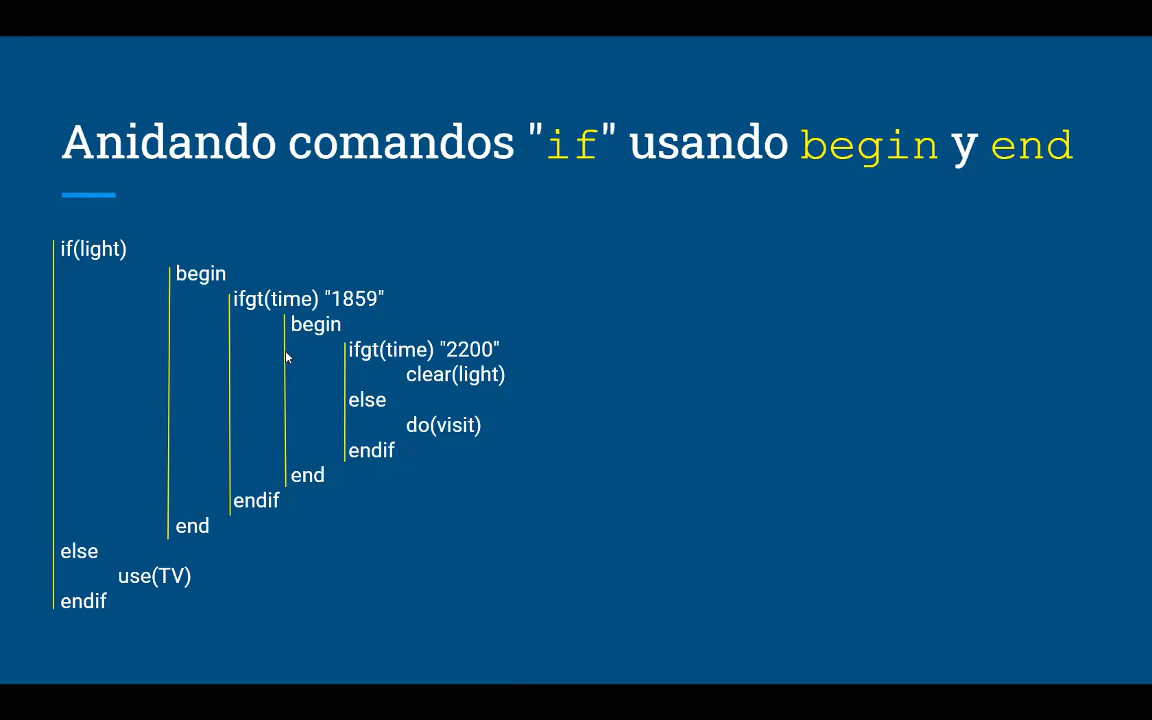 Anidando comandos "if" usando begin y end
if(light)
begin
ifgt(time) "1859"
begin
ifgt(time) "2200"
clear(light)
else
do(visit)
endif
end
endif
end
else
use(TV)
endif